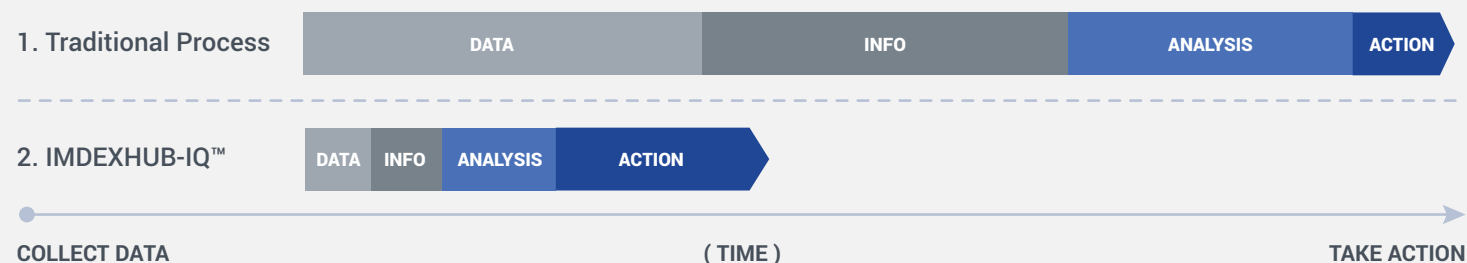 1. Traditional Process
DATA
INFO
ANALYSIS
ACTION
2. IMDEXHUB-IQ™
DATA
INFO
ANALYSIS
ACTION
COLLECT DATA
( TIME )
TAKE ACTION